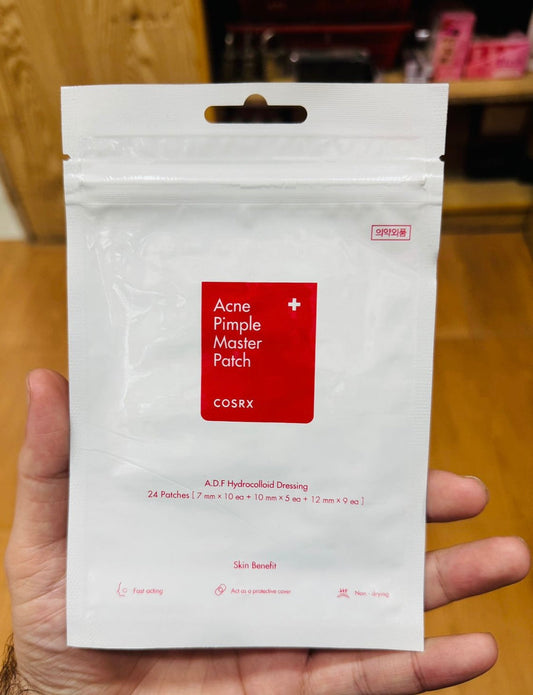 의약외품
Acne
Pimple
Master
Patch
COSRX
A.D.F Hydrocolloid Dressing
24 Patches [ 7 mm × 10 ea + 10 mm × 5 ea + 12 mm × 9 ea ]
Skin Benefit
Fast acting
Act as a protective cover
Non - drying